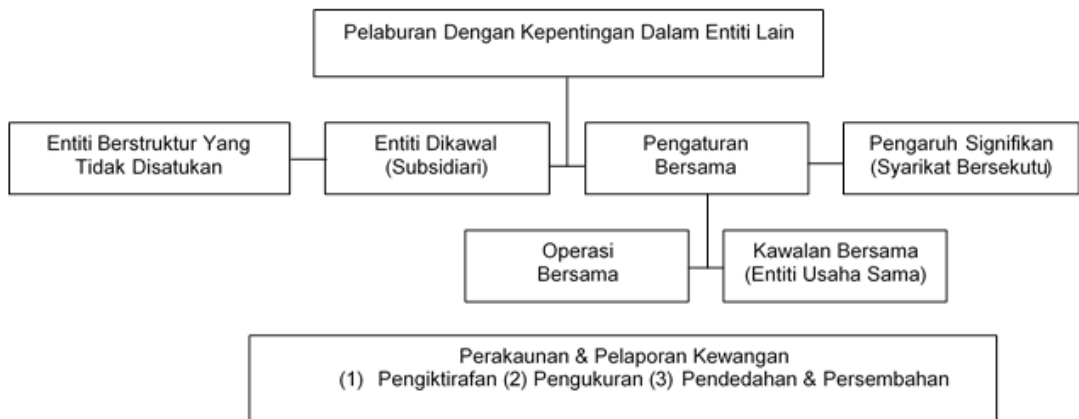 Pelaburan Dengan Kepentingan Dalam Entiti Lain
Entiti Berstruktur Yang
Tidak Disatukan
Entiti Dikawal
(Subsidiari)
Pengaturan
Bersama
Pengaruh Signifikan
(Syarikat Bersekutu)
Operasi
Bersama
Kawalan Bersama
(Entiti Usaha Sama)
Perakaunan & Pelaporan Kewangan
(1) Pengiktirafan (2) Pengukuran (3) Pendedahan & Persembahan